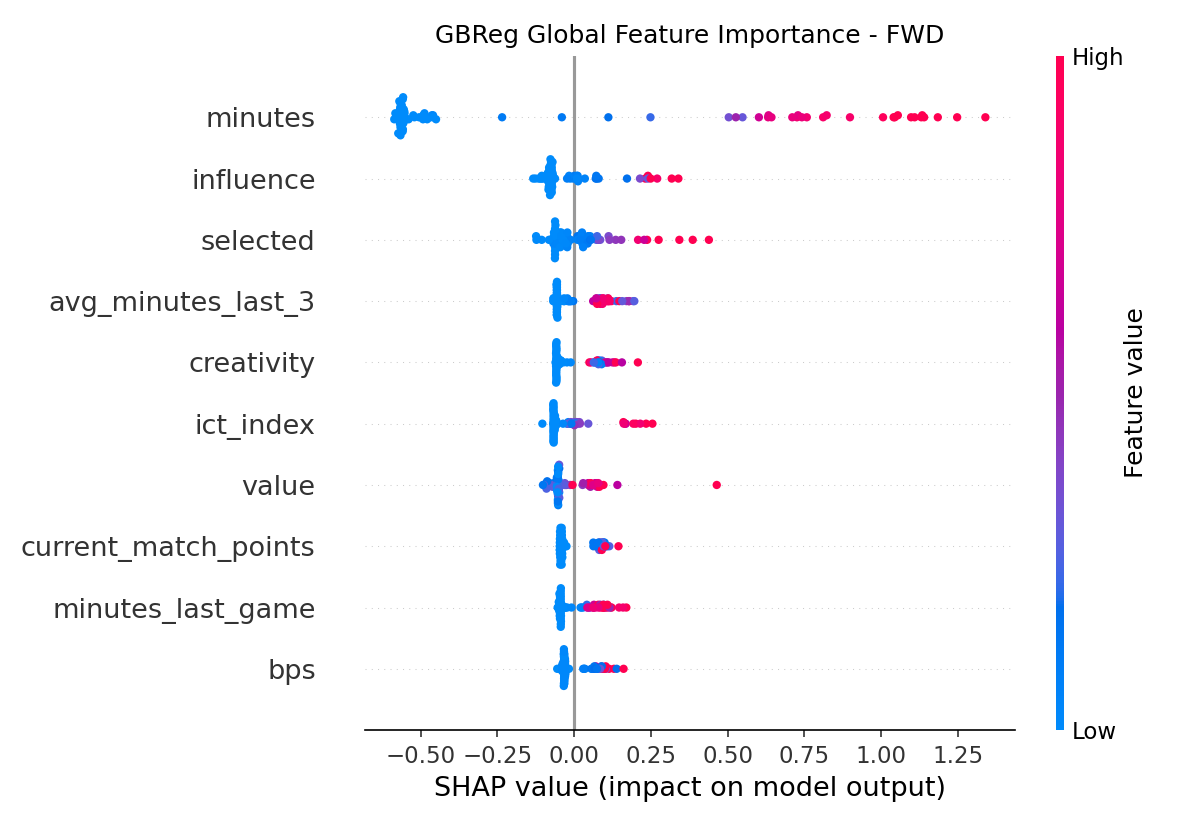 GBReg Global Feature Importance - FWD
High
minutes
influence
selected
avg_minutes_last_3
creativity
ict_index
value
current_match_points
minutes_last_game
bps
Feature value
Low
−0.50 −0.25 0.00 0.25 0.50 0.75 1.00 1.25
SHAP value (impact on model output)